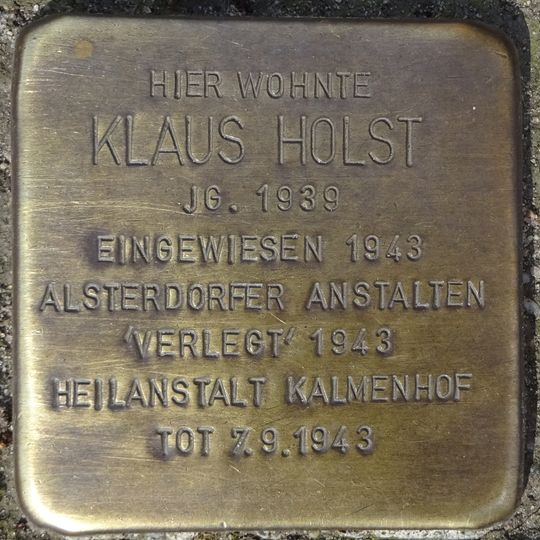 HIER WOHNTE
KLAUS HOLST
JG. 1939
EINGEWIESEN 1943
ALSTERDORFER ANSTALTEN
'VERLEGT' 1943
HEILANSTALT KALMENHOF
TOT 7.9.1943